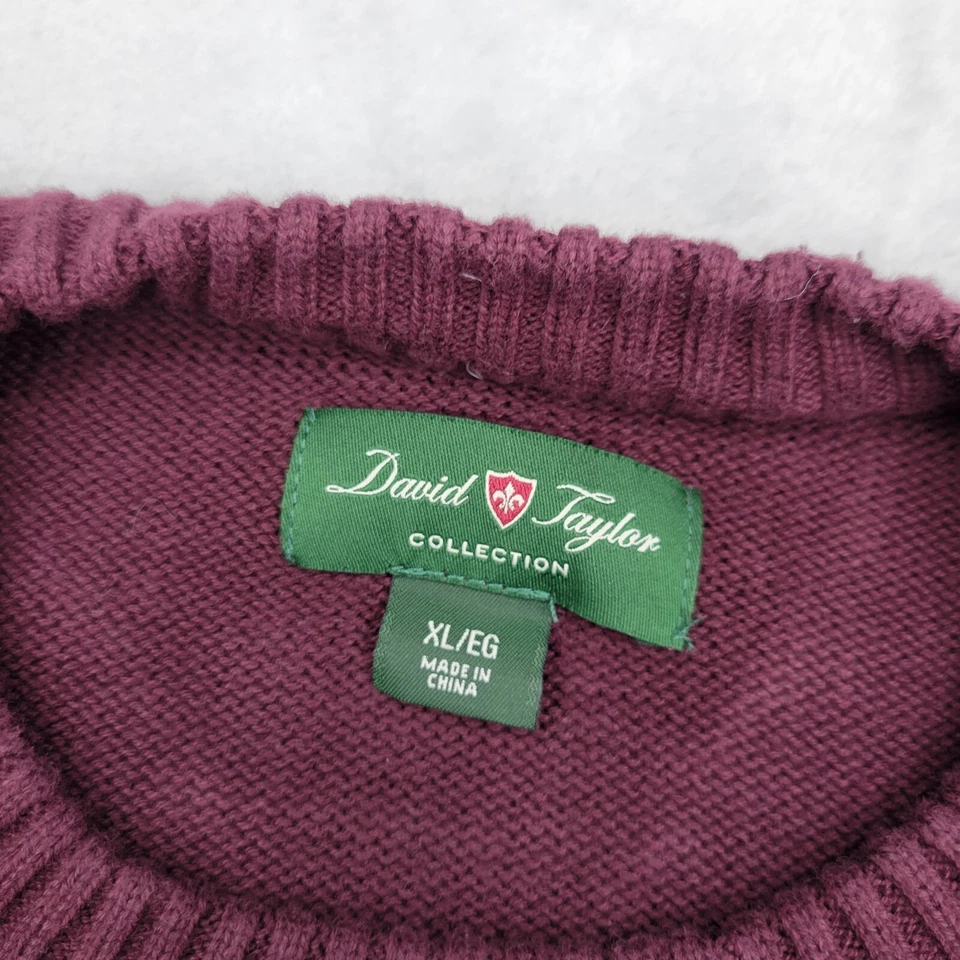 David Taylor
COLLECTION
XL/EG
MADE IN
CHINA